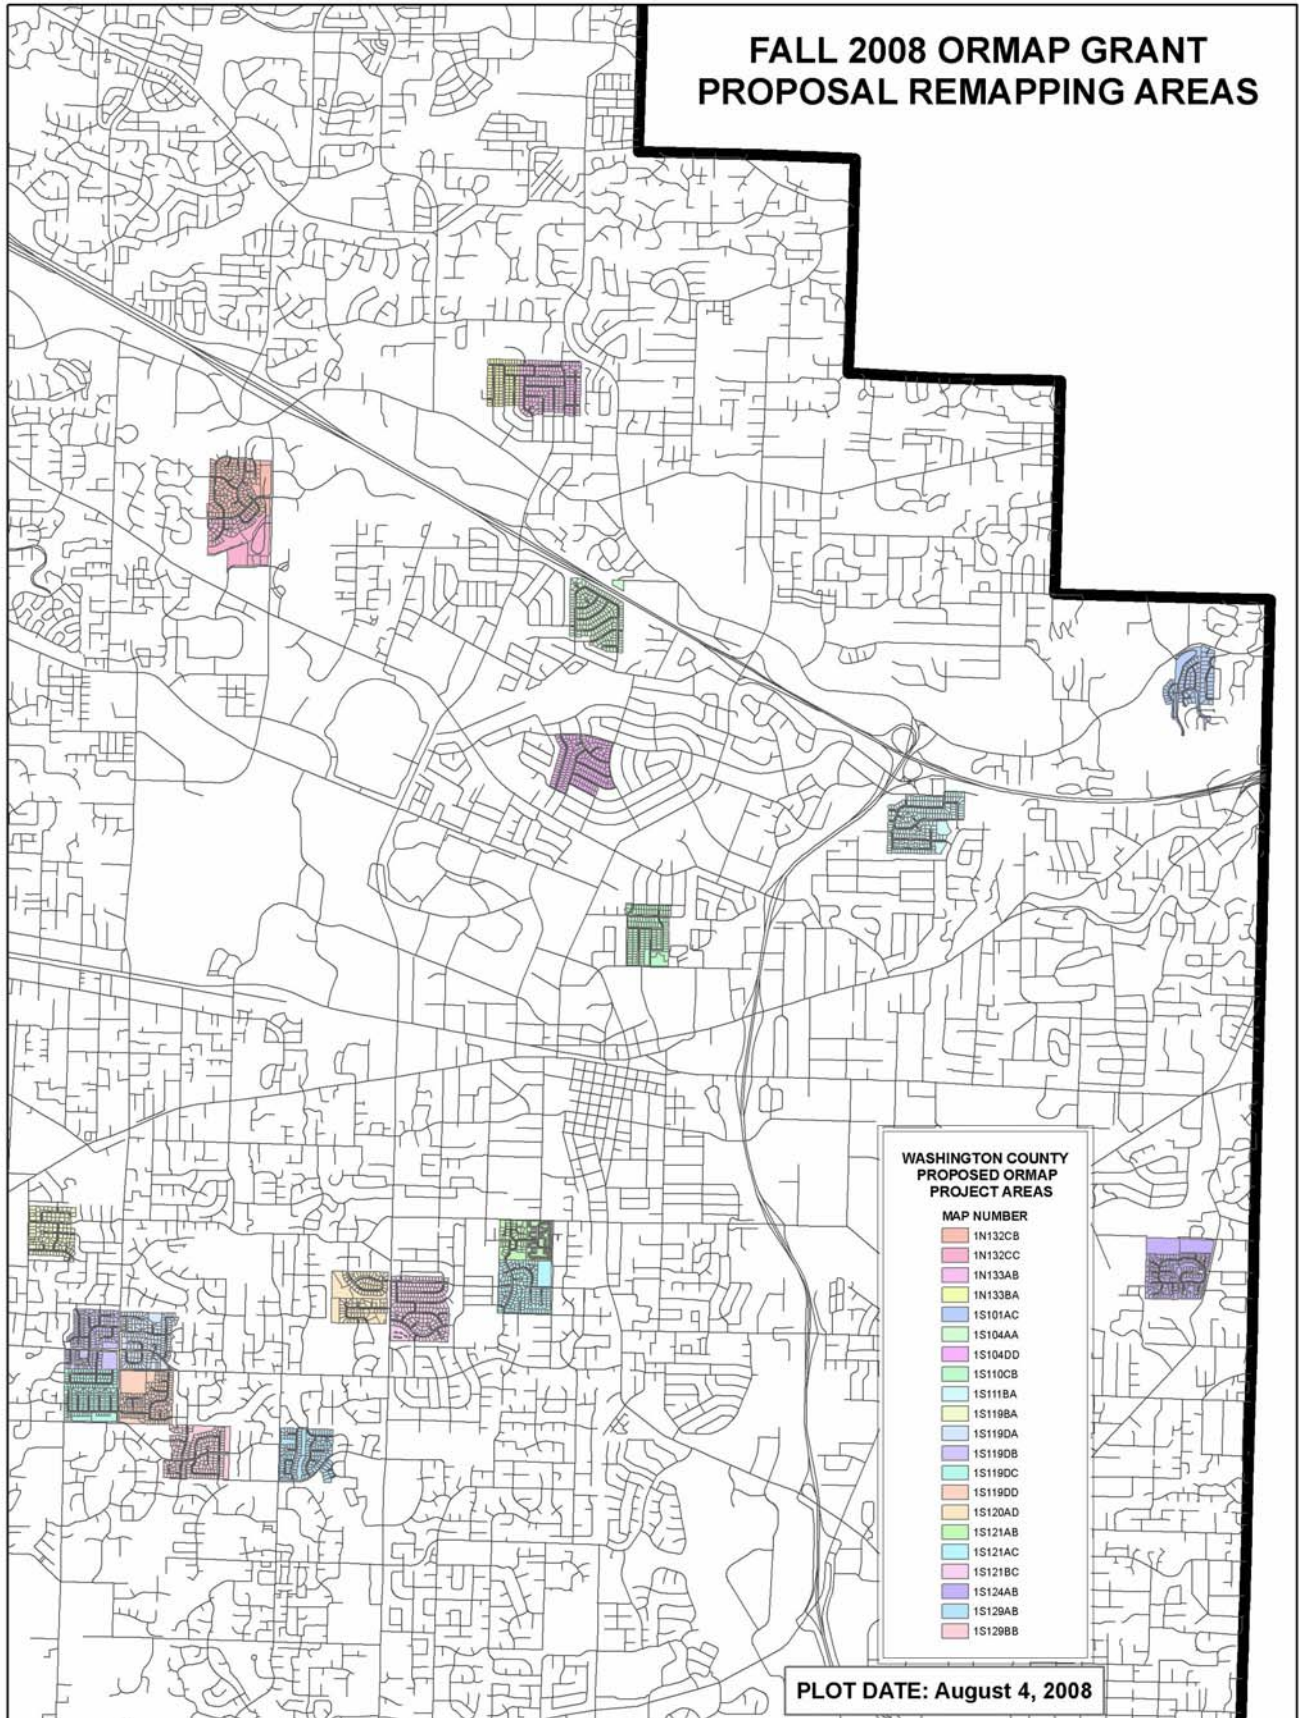 FALL 2008 ORMAP GRANT
PROPOSAL REMAPPING AREAS
WASHINGTON COUNTY
PROPOSED ORMAP
PROJECT AREAS
MAP NUMBER
1N132CB
1N132CC
1N133AB
1N133BA
1S101AC
1S104AA
1S104DD
1S110CB
1S111BA
1S119BA
1S119DA
1S119DB
1S119DC
1S119DD
1S120AD
1S121AB
1S121AC
1S121BC
1S124AB
1S129AB
1S129BB
PLOT DATE: August 4, 2008